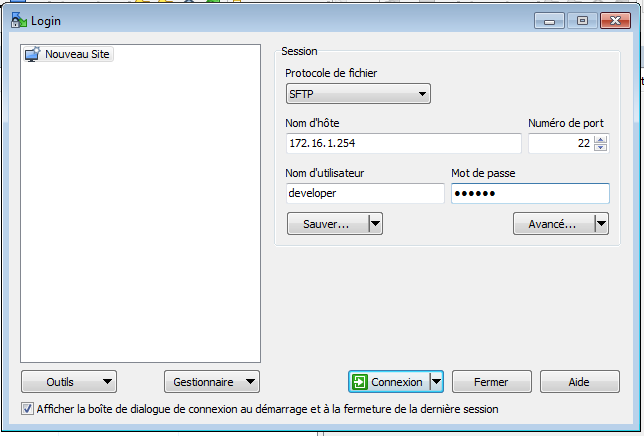 Login
Nouveau Site
Session
Protocole de fichier
SFTP
Nom d'hôte
Numéro de port
172.16.1.254
22
Nom d'utilisateur
Mot de passe
developer
●●●●●●
Sauver...
Avancé...
Outils
Gestionnaire
Connexion
Fermer
Aide
Afficher la boîte de dialogue de connexion au démarrage et à la fermeture de la dernière session